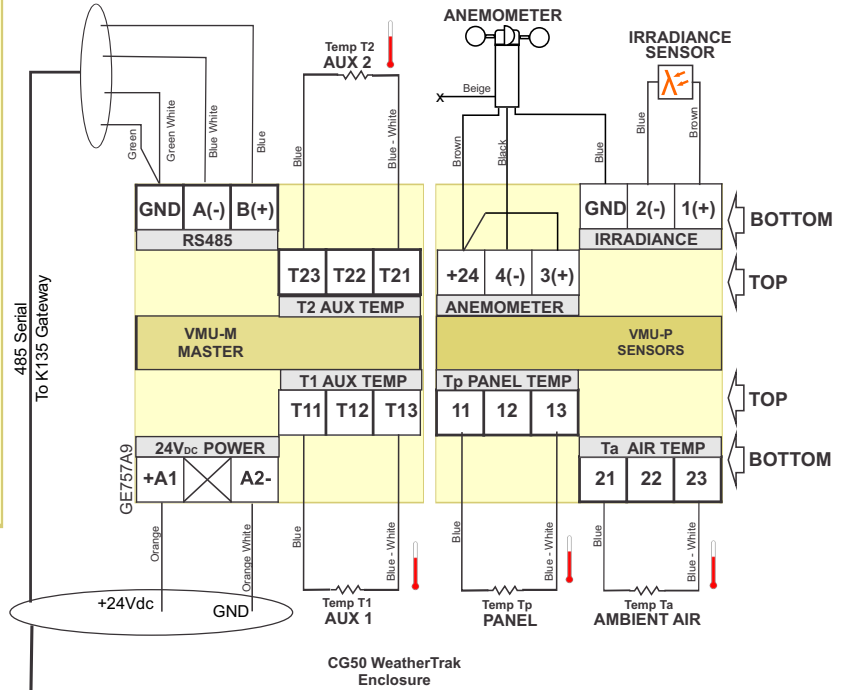 ANEMOMETER
IRRADIANCE
SENSOR
Temp T2
AUX 2
Beige
x
Green
Green White
Blue White
Blue
Blue
Blue - White
Brown
Black
Blue
Blue
Brown
GND A(-) B(+)
RS485
GND 2(-) 1(+)
IRRADIANCE
BOTTOM
T23 T22 T21
T2 AUX TEMP
+24 4(-) 3(+)
ANEMOMETER
TOP
485 Serial
To K135 Gateway
VMU-M
MASTER
VMU-P
SENSORS
T1 AUX TEMP
T11 T12 T13
Tp PANEL TEMP
11 12 13
TOP
24VDC POWER
+A1 A2-
Ta AIR TEMP
21 22 23
BOTTOM
GE757A9
Orange
Orange White
Blue
Blue - White
Blue
Blue - White
Blue
Blue - White
+24Vdc
GND
Temp T1
AUX 1
Temp Tp
PANEL
Temp Ta
AMBIENT AIR
CG50 WeatherTrak
Enclosure